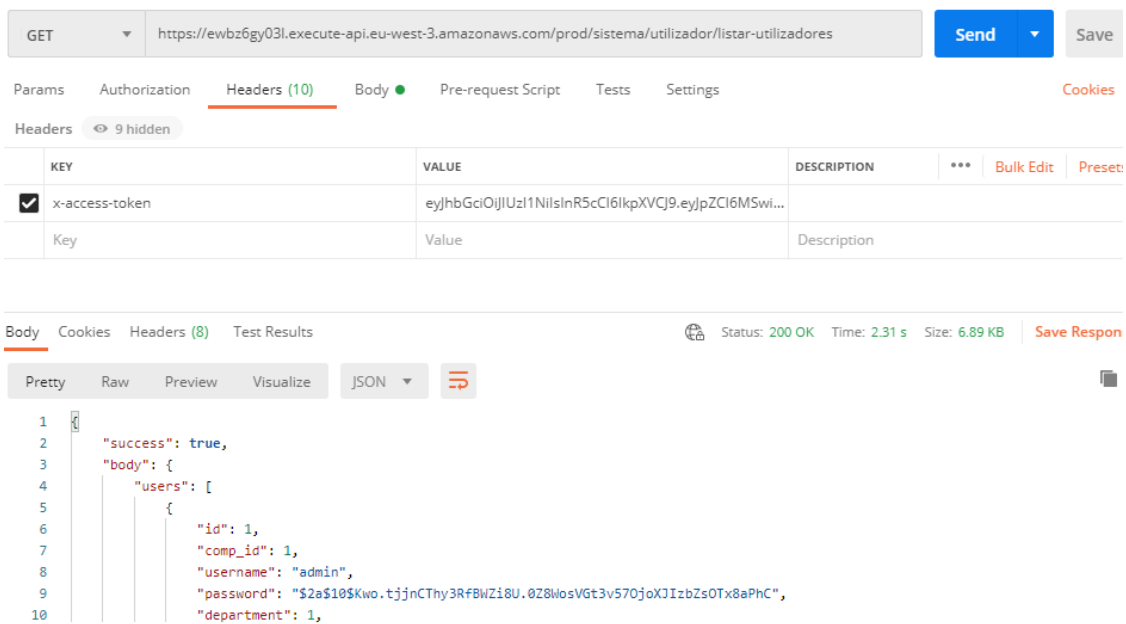 GET https://ewbz6gy03l.execute-api.eu-west-3.amazonaws.com/prod/sistema/utilizador/listar-utilizadores Send Save
Params Authorization Headers (10) Body Pre-request Script Tests Settings Cookies
Headers 9 hidden
KEY VALUE DESCRIPTION ••• Bulk Edit Presets
x-access-token eyJhbGciOiJIUzI1NiIsInR5cCI6IkpXVCJ9.eyJpZCI6MSwi...
Key Value Description
Body Cookies Headers (8) Test Results Status: 200 OK Time: 2.31 s Size: 6.89 KB Save Respon
Pretty Raw Preview Visualize JSON
1 {
2 "success": true,
3 "body": {
4 "users": [
5 {
6 "id": 1,
7 "comp_id": 1,
8 "username": "admin",
9 "password": "$2a$10$Kwo.tjjnCThy3RfBWZi8U.0Z8WosVGt3v57OjoXJIzbZsOTx8aPhC",
10 "department": 1,